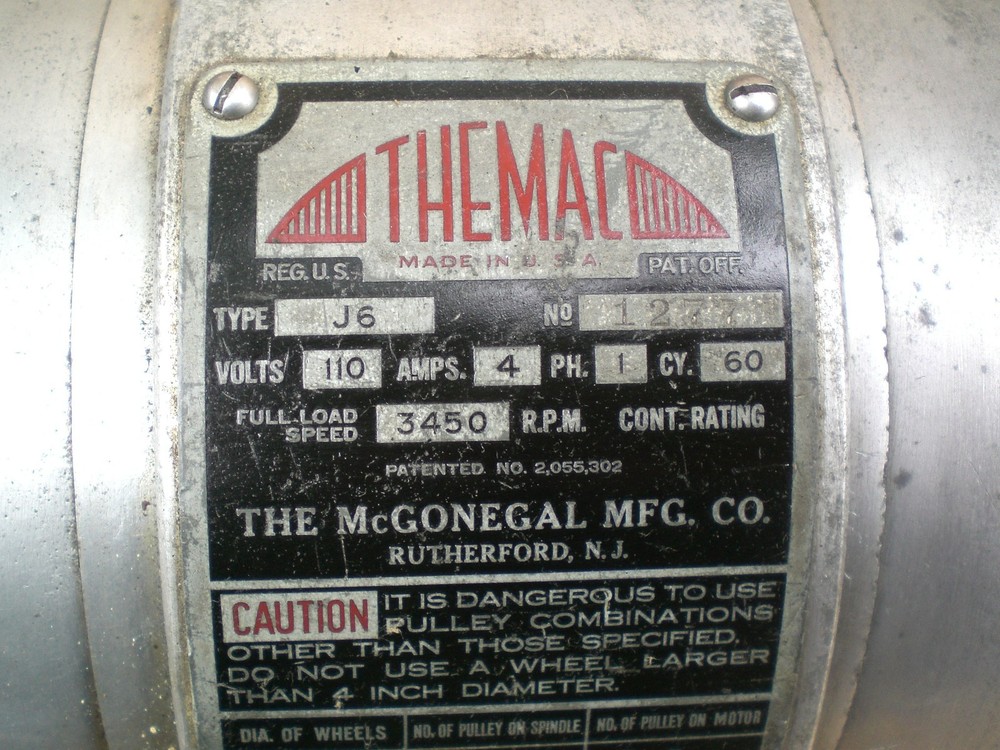 THEMAC
MADE IN U.S.A.
REG. U.S. PAT. OFF.
TYPE J6 No 1277
VOLTS 110 AMPS. 4 PH. 1 CY. 60
FULL-LOAD SPEED 3450 R.P.M. CONT. RATING
PATENTED NO. 2,055,302
THE McGONEGAL MFG. CO.
RUTHERFORD, N.J.
CAUTION IT IS DANGEROUS TO USE
PULLEY COMBINATIONS
OTHER THAN THOSE SPECIFIED.
DO NOT USE A WHEEL LARGER
THAN 4 INCH DIAMETER.
DIA. OF WHEELS NO. OF PULLEY ON SPINDLE NO. OF PULLEY ON MOTOR